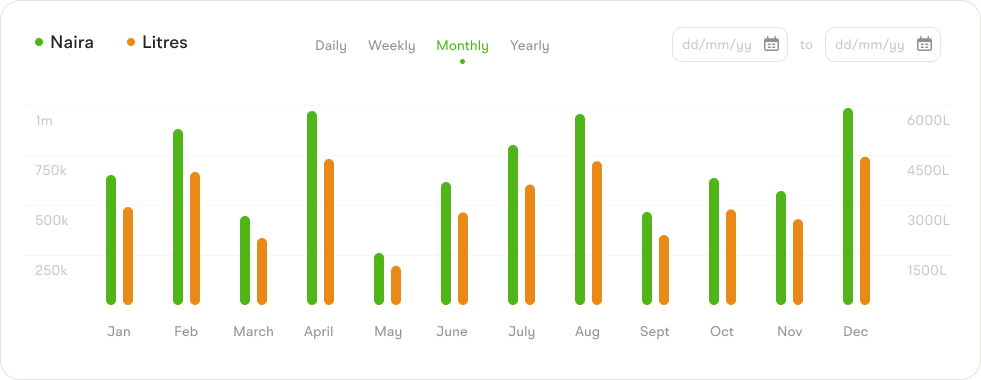 Naira Litres Daily Weekly Monthly Yearly dd/mm/yy to dd/mm/yy
1m 6000L
750k 4500L
500k 3000L
250k 1500L
Jan Feb March April May June July Aug Sept Oct Nov Dec